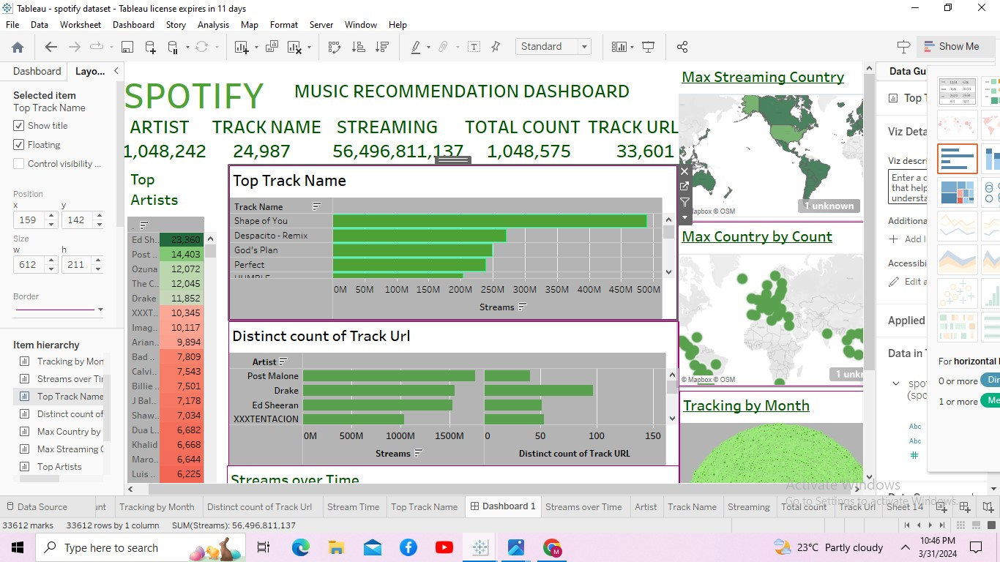 Tableau - spotify dataset - Tableau license expires in 11 days
File Data Worksheet Dashboard Story Analysis Map Format Server Window Help
Standard
Show Me
Dashboard
Layo...
Selected item
Top Track Name
Show title
Floating
Control visibility ...
Position
x y
159 142
Size
w h
612 211
Border
Item hierarchy
Tracking by Mon
Streams over Tir
Top Track Name
Distinct count of
Max Country by
Max Streaming C
Top Artists
SPOTIFY
MUSIC RECOMMENDATION DASHBOARD
ARTIST TRACK NAME STREAMING TOTAL COUNT TRACK URL
1,048,242 24,987 56,496,811,137 1,048,575 33,601
Top
Artists
Ed Sh.. 23,360
Post .. 14,403
Ozuna 12,072
The C.. 12,045
Drake 11,852
XXXT.. 10,345
Imag.. 10,117
Arian.. 9,894
Bad .. 7,809
Calvi.. 7,543
Billie .. 7,501
J Bal.. 7,178
Shaw.. 7,034
Dua L.. 6,682
Khalid 6,668
Maro.. 6,644
Luis .. 6,225
Top Track Name
Track Name
Shape of You
Despacito - Remix
God's Plan
Perfect
HUMBLE
0M 50M 100M 150M 200M 250M 300M 350M 400M 450M 500M
Streams
Distinct count of Track Url
Artist
Post Malone
Drake
Ed Sheeran
XXXTENTACION
0M 500M 1000M 1500M 0 50 100 150
Streams
Distinct count of Track URL
Streams over Time
Max Streaming Country
Mapbox © OSM
1 unknown
Max Country by Count
© Mapbox © OSM
1 unkr
Tracking by Month
Data Gu
Top T
Viz Deta
Viz descri
Enter a d
that help
understa
Additiona
Add I
Accessibi
Edit a
Applied
Data in T
spot
(spo
Abc
Abc
For horizontal
0 or more Dir
1 or more Me
Activate Windows
Go to Settings to activate Windows.
Data Source
unt
Tracking by Month
Distinct count of Track Url
Stream Time
Top Track Name
Dashboard 1
Streams over Time
Artist
Track Name
Streaming
Total count
Track Url
Sheet 14
33612 marks 33612 rows by 1 column SUM(Streams): 56,496,811,137
Type here to search
23°C Partly cloudy
10:46 PM
3/31/2024